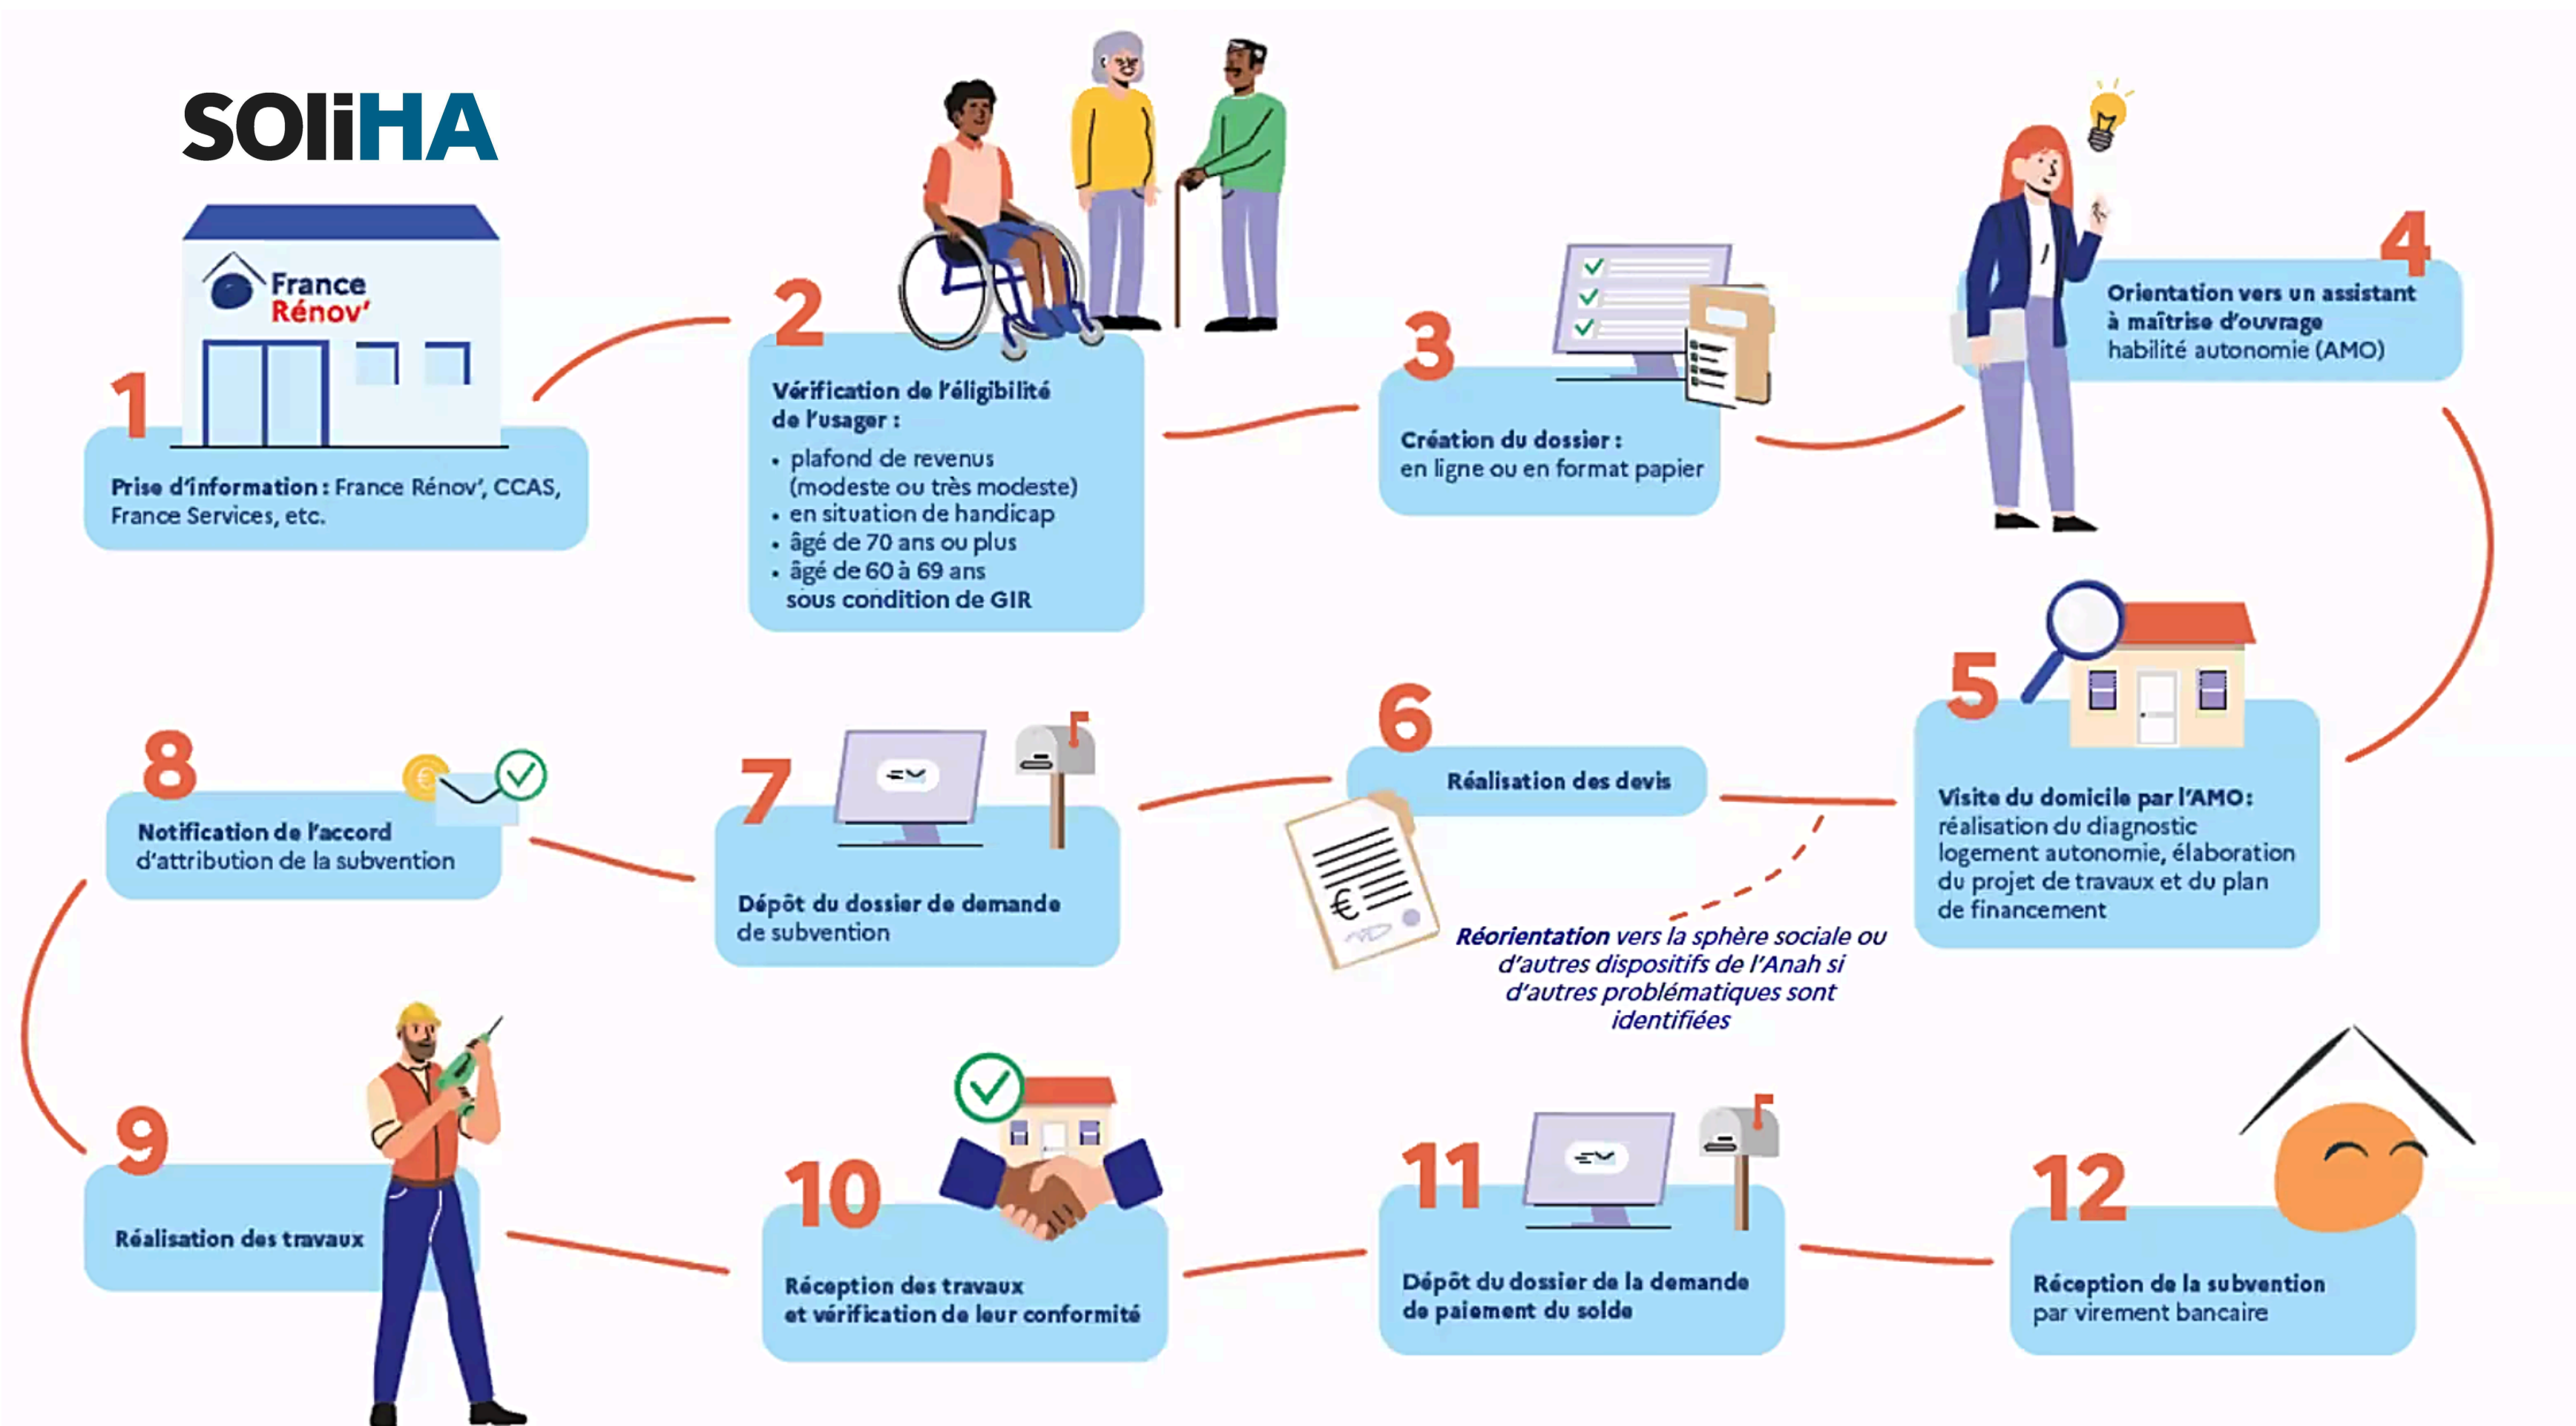 SOliHA
France
Rénov'
1
Prise d'information : France Rénov', CCAS,
France Services, etc.
2
Vérification de l'éligibilité
de l'usager :
• plafond de revenus
(modeste ou très modeste)
• en situation de handicap
• âgé de 70 ans ou plus
• âgé de 60 à 69 ans
sous condition de GIR
3
Création du dossier :
en ligne ou en format papier
4
Orientation vers un assistant
à maîtrise d'ouvrage
habilité autonomie (AMO)
5
Visite du domicile par l'AMO :
réalisation du diagnostic
logement autonomie, élaboration
du projet de travaux et du plan
de financement
6
Réalisation des devis
€
Réorientation vers la sphère sociale ou
d'autres dispositifs de l'Anah si
d'autres problématiques sont
identifiées
7
Dépôt du dossier de demande
de subvention
8
€
Notification de l'accord
d'attribution de la subvention
9
Réalisation des travaux
10
Réception des travaux
et vérification de leur conformité
11
Dépôt du dossier de la demande
de paiement du solde
12
Réception de la subvention
par virement bancaire